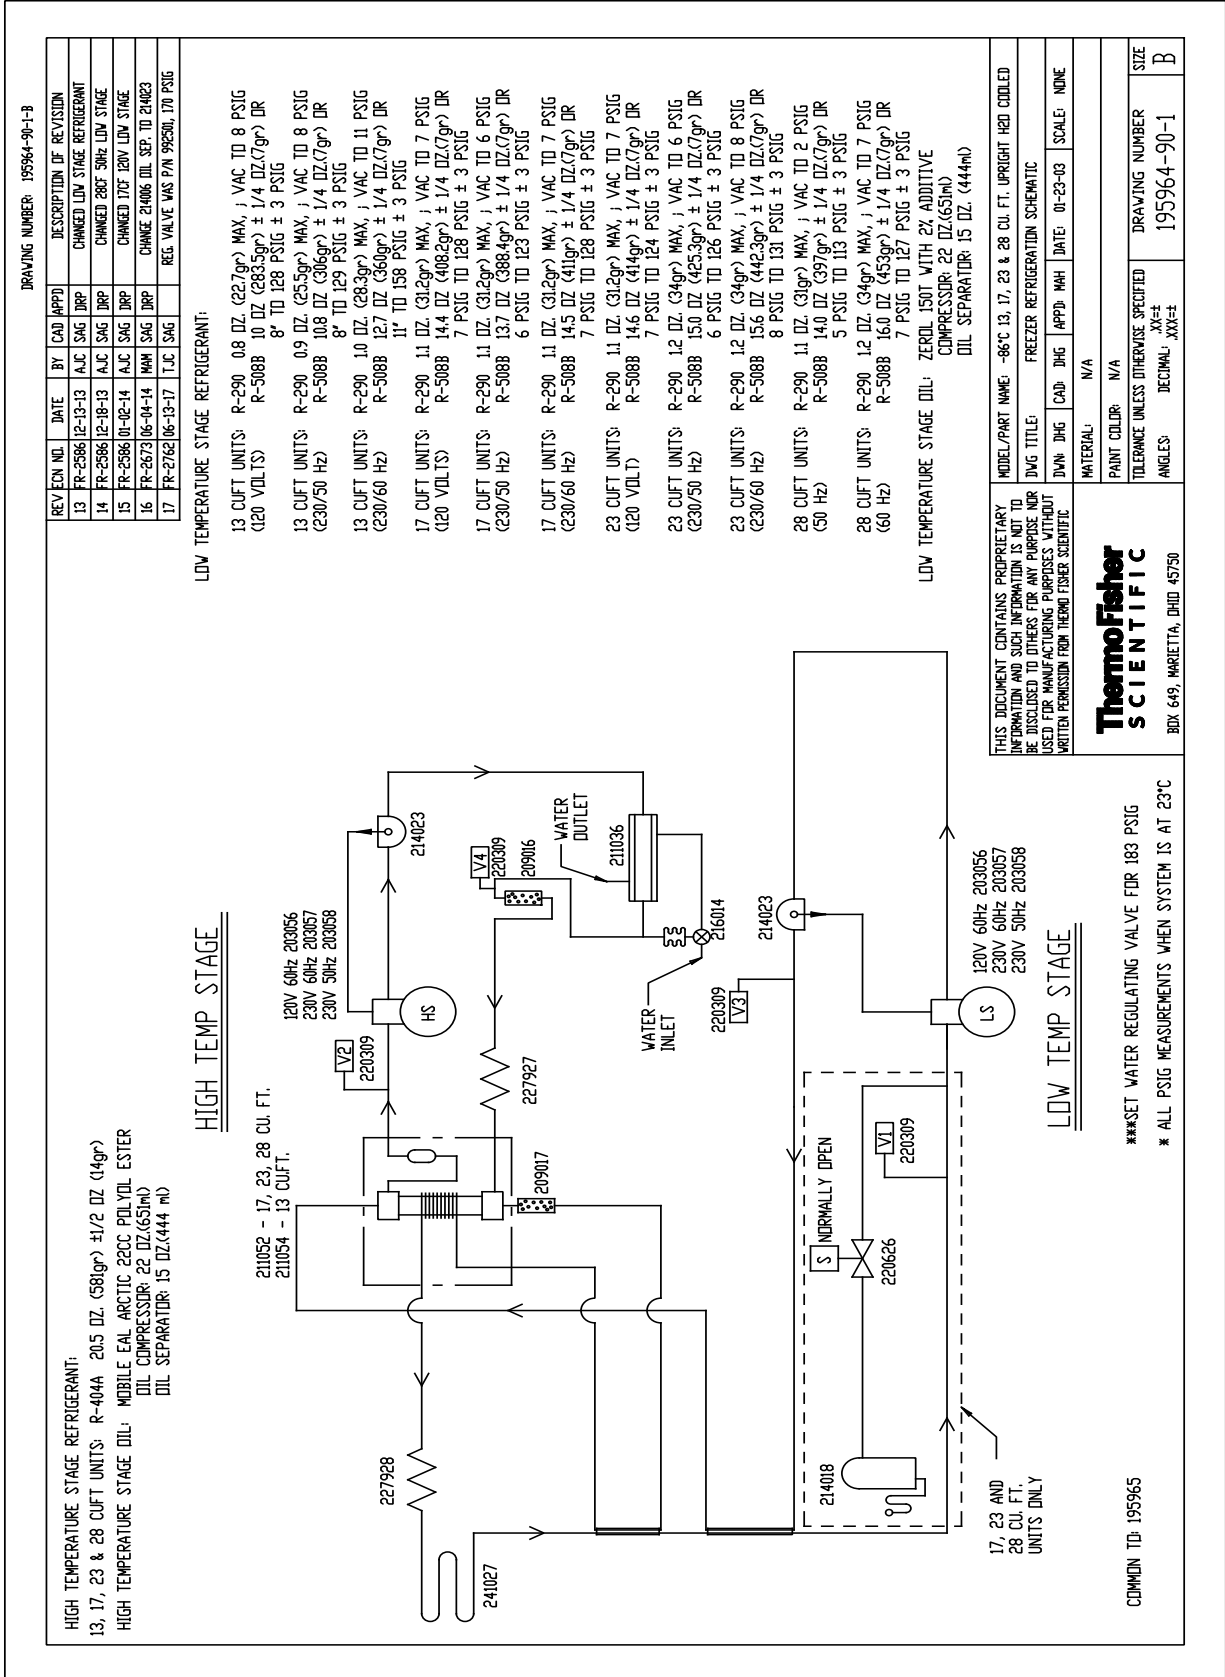 DRAWING NUMBER: 195964-90-1-B
REV ECN NO. DATE BY CAD APPD DESCRIPTION OF REVISION
13 FR-2586 12-13-13 AJC SAG DRP CHANGED LOW STAGE REFRIGERANT
14 FR-2586 12-18-13 AJC SAG DRP CHANGED 28CF 50Hz LOW STAGE
15 FR-2586 01-02-14 AJC SAG DRP CHANGED 17CF 120V LOW STAGE
16 FR-2673 06-04-14 MAM SAG DRP CHANGE 214006 OIL SEP. TO 214023
17 FR-2762 06-13-17 TJC SAG REG. VALVE WAS P/N 992501, 170 PSIG
HIGH TEMPERATURE STAGE REFRIGERANT:
13, 17, 23 & 28 CUFT UNITS: R-404A 20.5 OZ. (581gr) ±1/2 OZ (14gr)
HIGH TEMPERATURE STAGE OIL: MOBILE EAL ARCTIC 22CC POLYOL ESTER
OIL COMPRESSOR: 22 OZ.(651ml)
OIL SEPARATOR: 15 OZ.(444 ml)
LOW TEMPERATURE STAGE REFRIGERANT:
13 CUFT UNITS: R-290 0.8 OZ. (22.7gr) MAX, ; VAC TO 8 PSIG
(120 VOLTS) R-508B 10 OZ (283.5gr) ± 1/4 OZ.(7gr) OR
8" TO 128 PSIG ± 3 PSIG
13 CUFT UNITS: R-290 0.9 OZ. (25.5gr) MAX, ; VAC TO 8 PSIG
(230/50 Hz) R-508B 10.8 OZ (306gr) ± 1/4 OZ.(7gr) OR
8" TO 129 PSIG ± 3 PSIG
13 CUFT UNITS: R-290 1.0 OZ. (28.3gr) MAX, ; VAC TO 11 PSIG
(230/60 Hz) R-508B 12.7 OZ (360gr) ± 1/4 OZ.(7gr) OR
11" TO 158 PSIG ± 3 PSIG
17 CUFT UNITS: R-290 1.1 OZ. (31.2gr) MAX, ; VAC TO 7 PSIG
(120 VOLTS) R-508B 14.4 OZ (408.2gr) ± 1/4 OZ.(7gr) OR
7 PSIG TO 128 PSIG ± 3 PSIG
17 CUFT UNITS: R-290 1.1 OZ. (31.2gr) MAX, ; VAC TO 6 PSIG
(230/50 Hz) R-508B 13.7 OZ (388.4gr) ± 1/4 OZ.(7gr) OR
6 PSIG TO 123 PSIG ± 3 PSIG
17 CUFT UNITS: R-290 1.1 OZ. (31.2gr) MAX, ; VAC TO 7 PSIG
(230/60 Hz) R-508B 14.5 OZ (411gr) ± 1/4 OZ.(7gr) OR
7 PSIG TO 128 PSIG ± 3 PSIG
23 CUFT UNITS: R-290 1.1 OZ. (31.2gr) MAX, ; VAC TO 7 PSIG
(120 VOLT) R-508B 14.6 OZ (414gr) ± 1/4 OZ.(7gr) OR
7 PSIG TO 124 PSIG ± 3 PSIG
23 CUFT UNITS: R-290 1.2 OZ. (34gr) MAX, ; VAC TO 6 PSIG
(230/50 Hz) R-508B 15.0 OZ (425.3gr) ± 1/4 OZ.(7gr) OR
6 PSIG TO 126 PSIG ± 3 PSIG
23 CUFT UNITS: R-290 1.2 OZ. (34gr) MAX, ; VAC TO 8 PSIG
(230/60 Hz) R-508B 15.6 OZ (442.3gr) ± 1/4 OZ.(7gr) OR
8 PSIG TO 131 PSIG ± 3 PSIG
28 CUFT UNITS: R-290 1.1 OZ. (31gr) MAX, ; VAC TO 2 PSIG
(50 Hz) R-508B 14.0 OZ (397gr) ± 1/4 OZ.(7gr) OR
5 PSIG TO 113 PSIG ± 3 PSIG
28 CUFT UNITS: R-290 1.2 OZ. (34gr) MAX, ; VAC TO 7 PSIG
(60 Hz) R-508B 16.0 OZ (453gr) ± 1/4 OZ.(7gr) OR
7 PSIG TO 127 PSIG ± 3 PSIG
LOW TEMPERATURE STAGE OIL: ZEROL 150T WITH 2% ADDITIVE
COMPRESSOR: 22 OZ.(651ml)
OIL SEPARATOR: 15 OZ. (444ml)
HIGH TEMP STAGE
211052 - 17, 23, 28 CU. FT.
211054 - 13 CU.FT.
V2
220309
120V 60Hz 203056
230V 60Hz 203057
230V 50Hz 203058
HS
214023
V4
220309
209016
WATER
OUTLET
211036
227927
209017
WATER
INLET
216014
227928
241027
220309
V3
214023
S NORMALLY OPEN
220626
V1
220309
214018
LS
120V 60Hz 203056
230V 60Hz 203057
230V 50Hz 203058
LOW TEMP STAGE
17, 23 AND
28 CU. FT.
UNITS ONLY
COMMON TO: 195965
***SET WATER REGULATING VALVE FOR 183 PSIG
* ALL PSIG MEASUREMENTS WHEN SYSTEM IS AT 23°C
THIS DOCUMENT CONTAINS PROPRIETARY
INFORMATION AND SUCH INFORMATION IS NOT TO
BE DISCLOSED TO OTHERS FOR ANY PURPOSE NOR
USED FOR MANUFACTURING PURPOSES WITHOUT
WRITTEN PERMISSION FROM THERMO FISHER SCIENTIFIC
ThermoFisher
SCIENTIFIC
BOX 649, MARIETTA, OHIO 45750
MODEL/PART NAME: -86°C 13, 17, 23 & 28 CU. FT. UPRIGHT H2O COOLED
DWG TITLE: FREEZER REFRIGERATION SCHEMATIC
DWN: DHG CAD: DHG APPD: MAH DATE: 01-23-03 SCALE: NONE
MATERIAL: N/A
PAINT COLOR: N/A
TOLERANCE UNLESS OTHERWISE SPECIFIED
ANGLES: DECIMAL: .XX=±
.XXX=±
DRAWING NUMBER
195964-90-1
SIZE
B